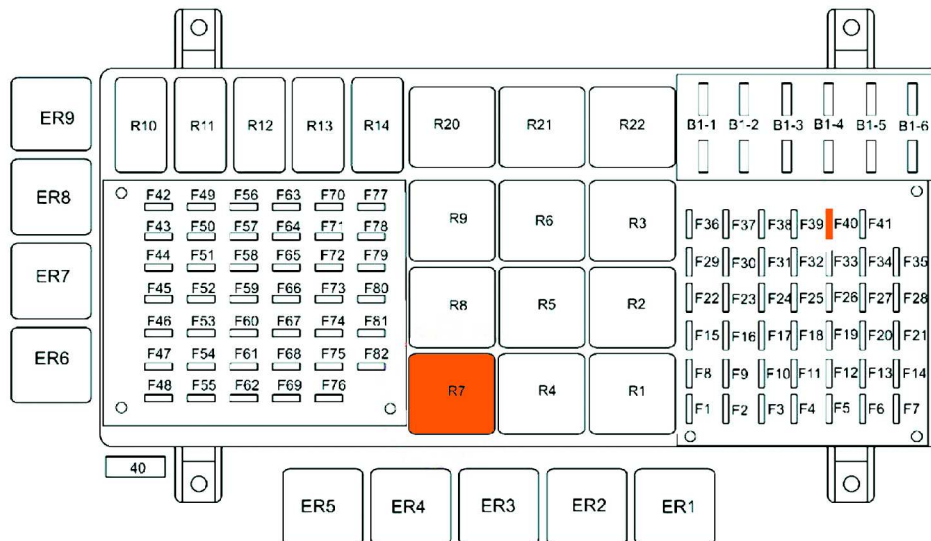 ER9
ER8
ER7
ER6
R10 R11 R12 R13 R14
R20 R21 R22
B1-1 B1-2 B1-3 B1-4 B1-5 B1-6
F42 F49 F56 F63 F70 F77
F43 F50 F57 F64 F71 F78
F44 F51 F58 F65 F72 F79
F45 F52 F59 F66 F73 F80
F46 F53 F60 F67 F74 F81
F47 F54 F61 F68 F75 F82
F48 F55 F62 F69 F76
R9 R6 R3
R8 R5 R2
R7 R4 R1
F36 F37 F38 F39 F40 F41
F29 F30 F31 F32 F33 F34 F35
F22 F23 F24 F25 F26 F27 F28
F15 F16 F17 F18 F19 F20 F21
F8 F9 F10 F11 F12 F13 F14
F1 F2 F3 F4 F5 F6 F7
40
ER5 ER4 ER3 ER2 ER1